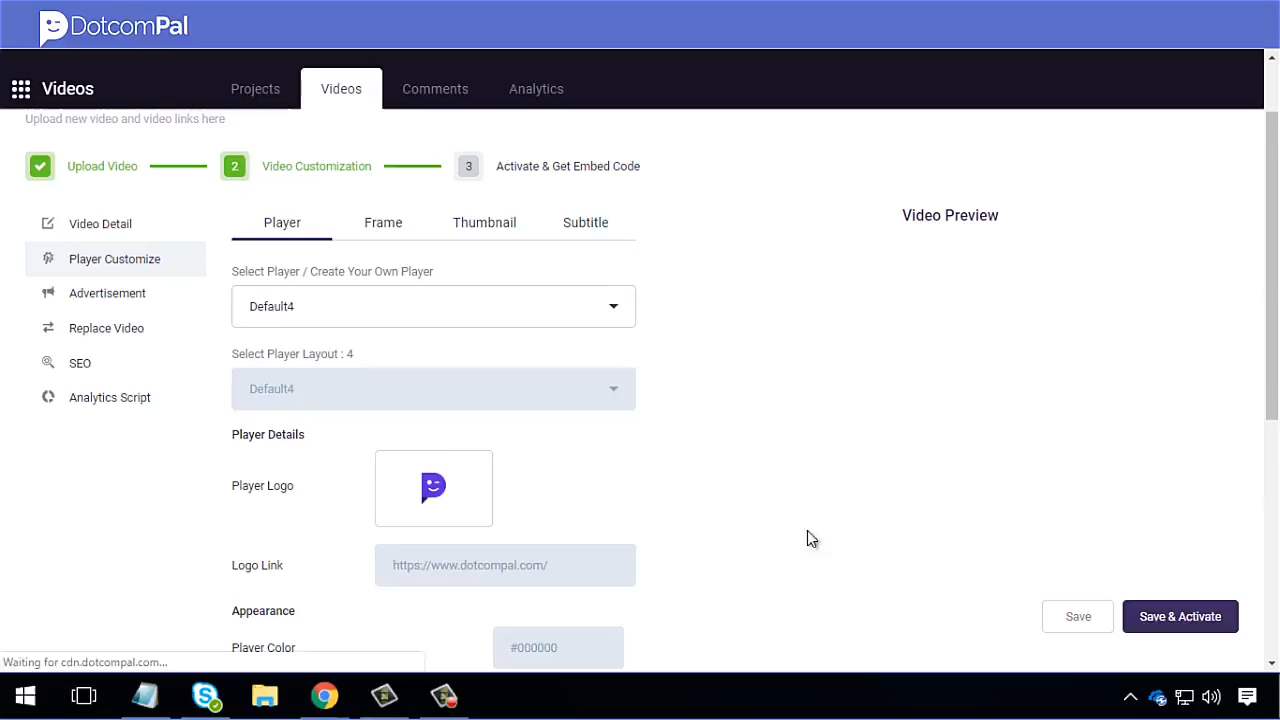 DotcomPal
Videos
Projects
Videos
Comments
Analytics
Upload new video and video links here
Upload Video
2
Video Customization
3
Activate & Get Embed Code
Video Detail
Player Customize
Advertisement
Replace Video
SEO
Analytics Script
Player
Frame
Thumbnail
Subtitle
Select Player / Create Your Own Player
Default4
Select Player Layout : 4
Default4
Player Details
Player Logo
Logo Link
https://www.dotcompal.com/
Appearance
Player Color
#000000
Video Preview
Save
Save & Activate
Waiting for cdn.dotcompal.com...